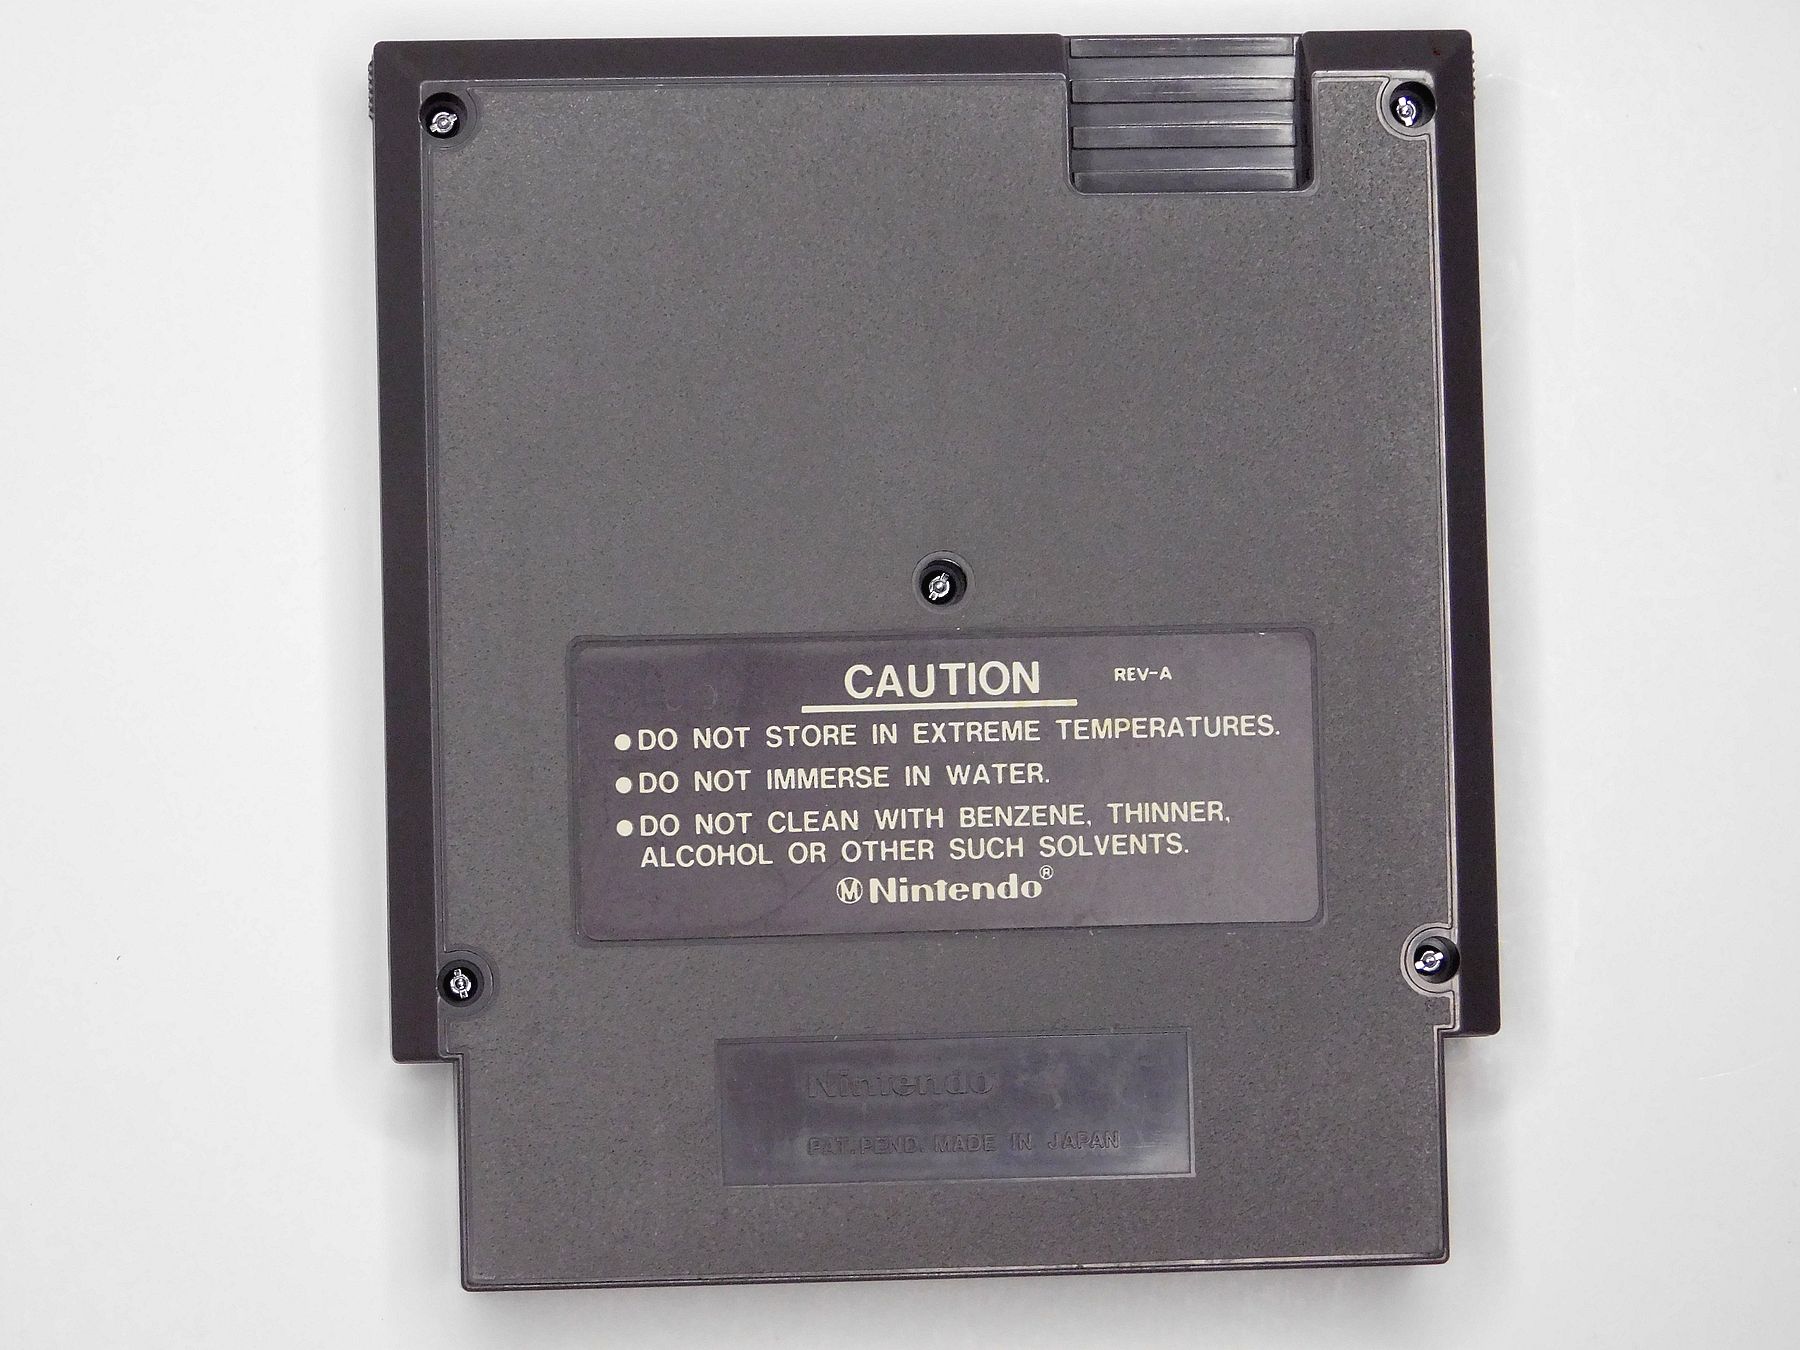 CAUTION REV-A
●DO NOT STORE IN EXTREME TEMPERATURES.
●DO NOT IMMERSE IN WATER.
●DO NOT CLEAN WITH BENZENE, THINNER,
ALCOHOL OR OTHER SUCH SOLVENTS.
Ⓜ Nintendo®
Nintendo
PAT. PEND. MADE IN JAPAN